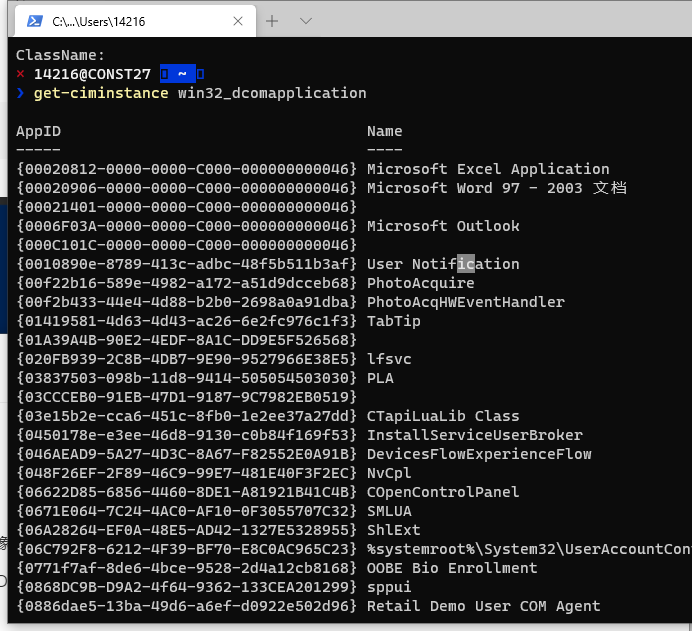 C:\...\Users\14216
ClassName:
× 14216@CONST27 ~
❯ get-ciminstance win32_dcomapplication
AppID Name
----- ----
{00020812-0000-0000-C000-000000000046} Microsoft Excel Application
{00020906-0000-0000-C000-000000000046} Microsoft Word 97 - 2003 文档
{00021401-0000-0000-C000-000000000046}
{0006F03A-0000-0000-C000-000000000046} Microsoft Outlook
{000C101C-0000-0000-C000-000000000046}
{0010890e-8789-413c-adbc-48f5b511b3af} User Notification
{00f22b16-589e-4982-a172-a51d9dcceb68} PhotoAcquire
{00f2b433-44e4-4d88-b2b0-2698a0a91dba} PhotoAcqHWEventHandler
{01419581-4d63-4d43-ac26-6e2fc976c1f3} TabTip
{01A39A4B-90E2-4EDF-8A1C-DD9E5F526568}
{020FB939-2C8B-4DB7-9E90-9527966E38E5} lfsvc
{03837503-098b-11d8-9414-505054503030} PLA
{03CCCEB0-91EB-47D1-9187-9C7982EB0519}
{03e15b2e-cca6-451c-8fb0-1e2ee37a27dd} CTapiLuaLib Class
{0450178e-e3ee-46d8-9130-c0b84f169f53} InstallServiceUserBroker
{046AEAD9-5A27-4D3C-8A67-F82552E0A91B} DevicesFlowExperienceFlow
{048F26EF-2F89-46C9-99E7-481E40F3F2EC} NvCpl
{06622D85-6856-4460-8DE1-A81921B41C4B} COpenControlPanel
{0671E064-7C24-4AC0-AF10-0F3055707C32} SMLUA
{06A28264-EF0A-48E5-AD42-1327E5328955} ShlExt
{06C792F8-6212-4F39-BF70-E8C0AC965C23} %systemroot%\System32\UserAccountCon
{0771f7af-8de6-4bce-9528-2d4a12cb8168} OOBE Bio Enrollment
{0868DC9B-D9A2-4f64-9362-133CEA201299} sppui
{0886dae5-13ba-49d6-a6ef-d0922e502d96} Retail Demo User COM Agent